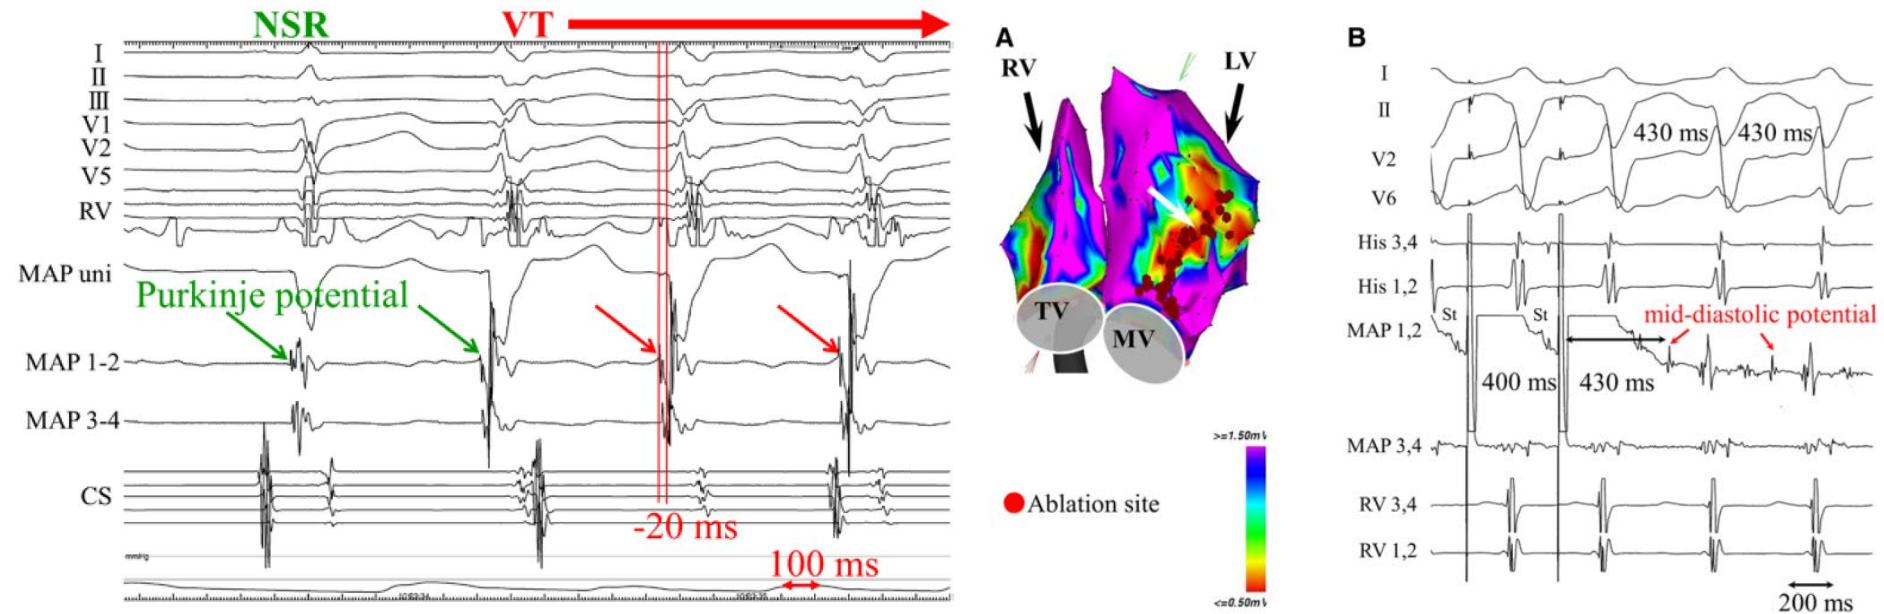 NSR
VT
I
II
III
V1
V2
V5
RV
MAP uni
Purkinje potential
MAP 1-2
MAP 3-4
CS
-20 ms
mmHg
100 ms
A
RV
LV
TV
MV
>=1.50mV
Ablation site
<=0.50mV
B
I
II
430 ms 430 ms
V2
V6
His 3,4
His 1,2
St St
mid-diastolic potential
MAP 1,2
400 ms 430 ms
MAP 3,4
RV 3,4
RV 1,2
200 ms